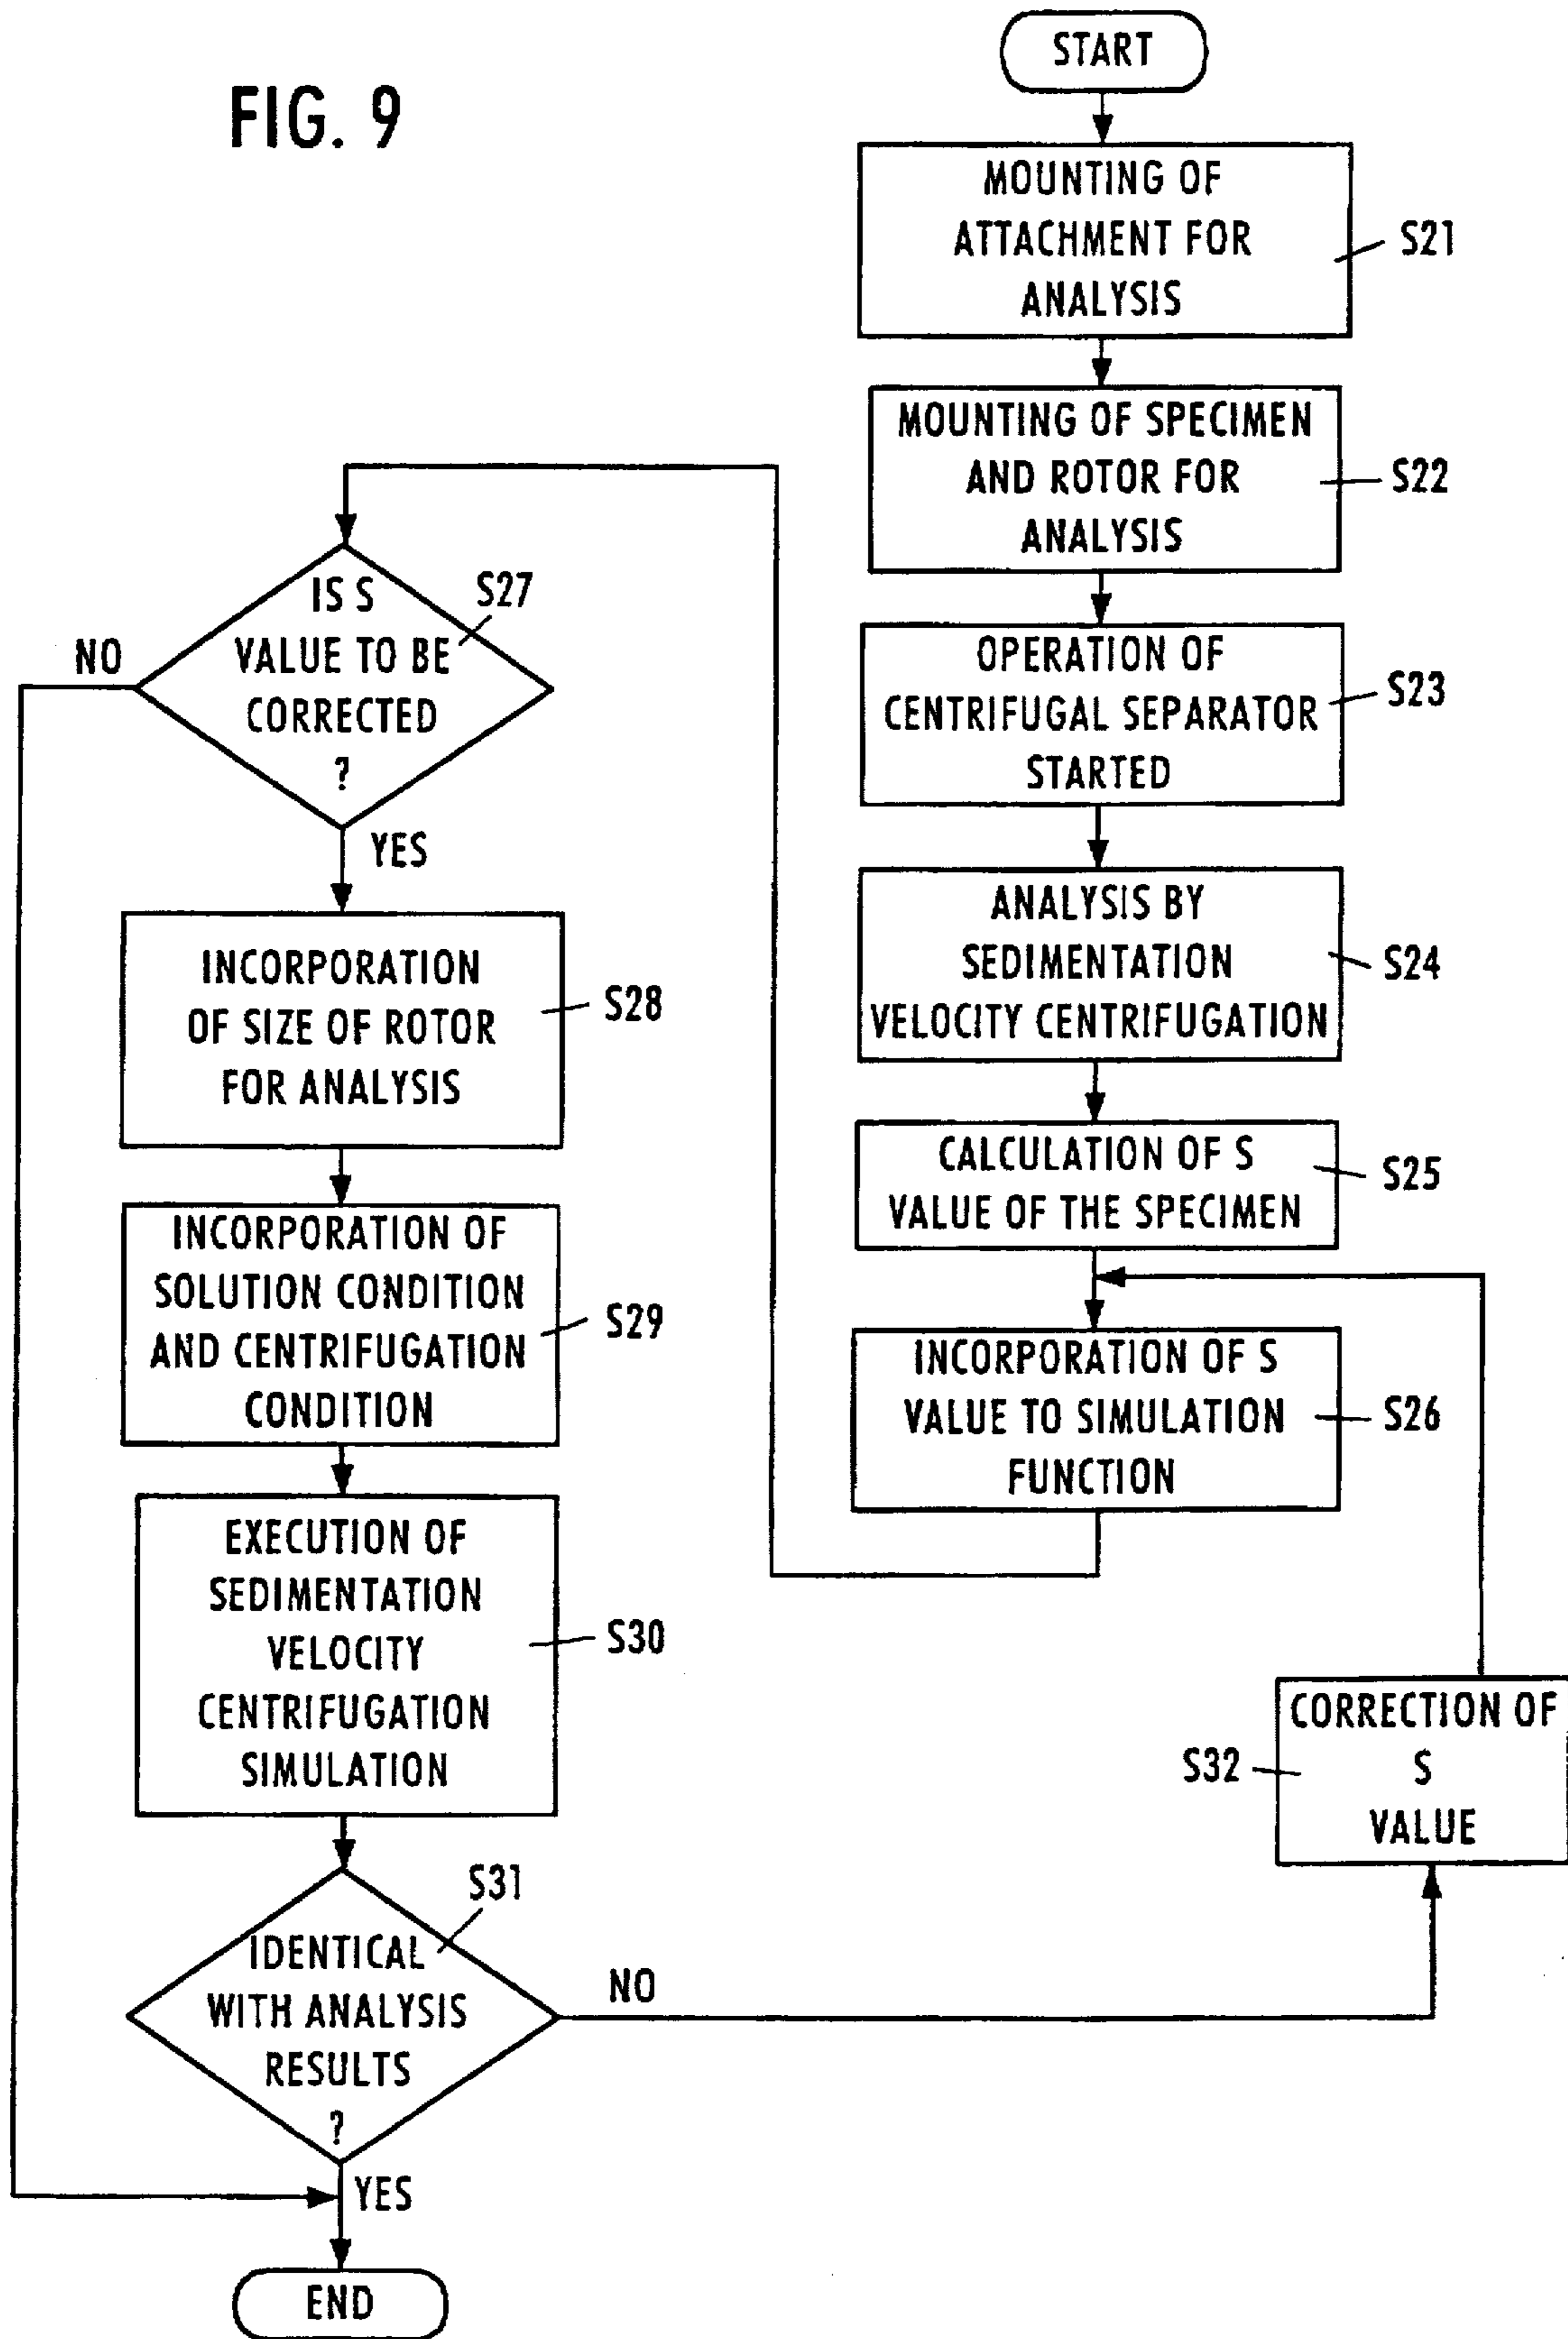 FIG. 9
START
MOUNTING OF
ATTACHMENT FOR
ANALYSIS
S21
MOUNTING OF SPECIMEN
AND ROTOR FOR
ANALYSIS
S22
OPERATION OF
CENTRIFUGAL SEPARATOR
STARTED
S23
ANALYSIS BY
SEDIMENTATION
VELOCITY CENTRIFUGATION
S24
CALCULATION OF S
VALUE OF THE SPECIMEN
S25
INCORPORATION OF S
VALUE TO SIMULATION
FUNCTION
S26
IS S
VALUE TO BE
CORRECTED
?
S27
NO
YES
INCORPORATION
OF SIZE OF ROTOR
FOR ANALYSIS
S28
INCORPORATION OF
SOLUTION CONDITION
AND CENTRIFUGATION
CONDITION
S29
EXECUTION OF
SEDIMENTATION
VELOCITY
CENTRIFUGATION
SIMULATION
S30
IDENTICAL
WITH ANALYSIS
RESULTS
?
S31
NO
YES
CORRECTION OF
S
VALUE
S32
END